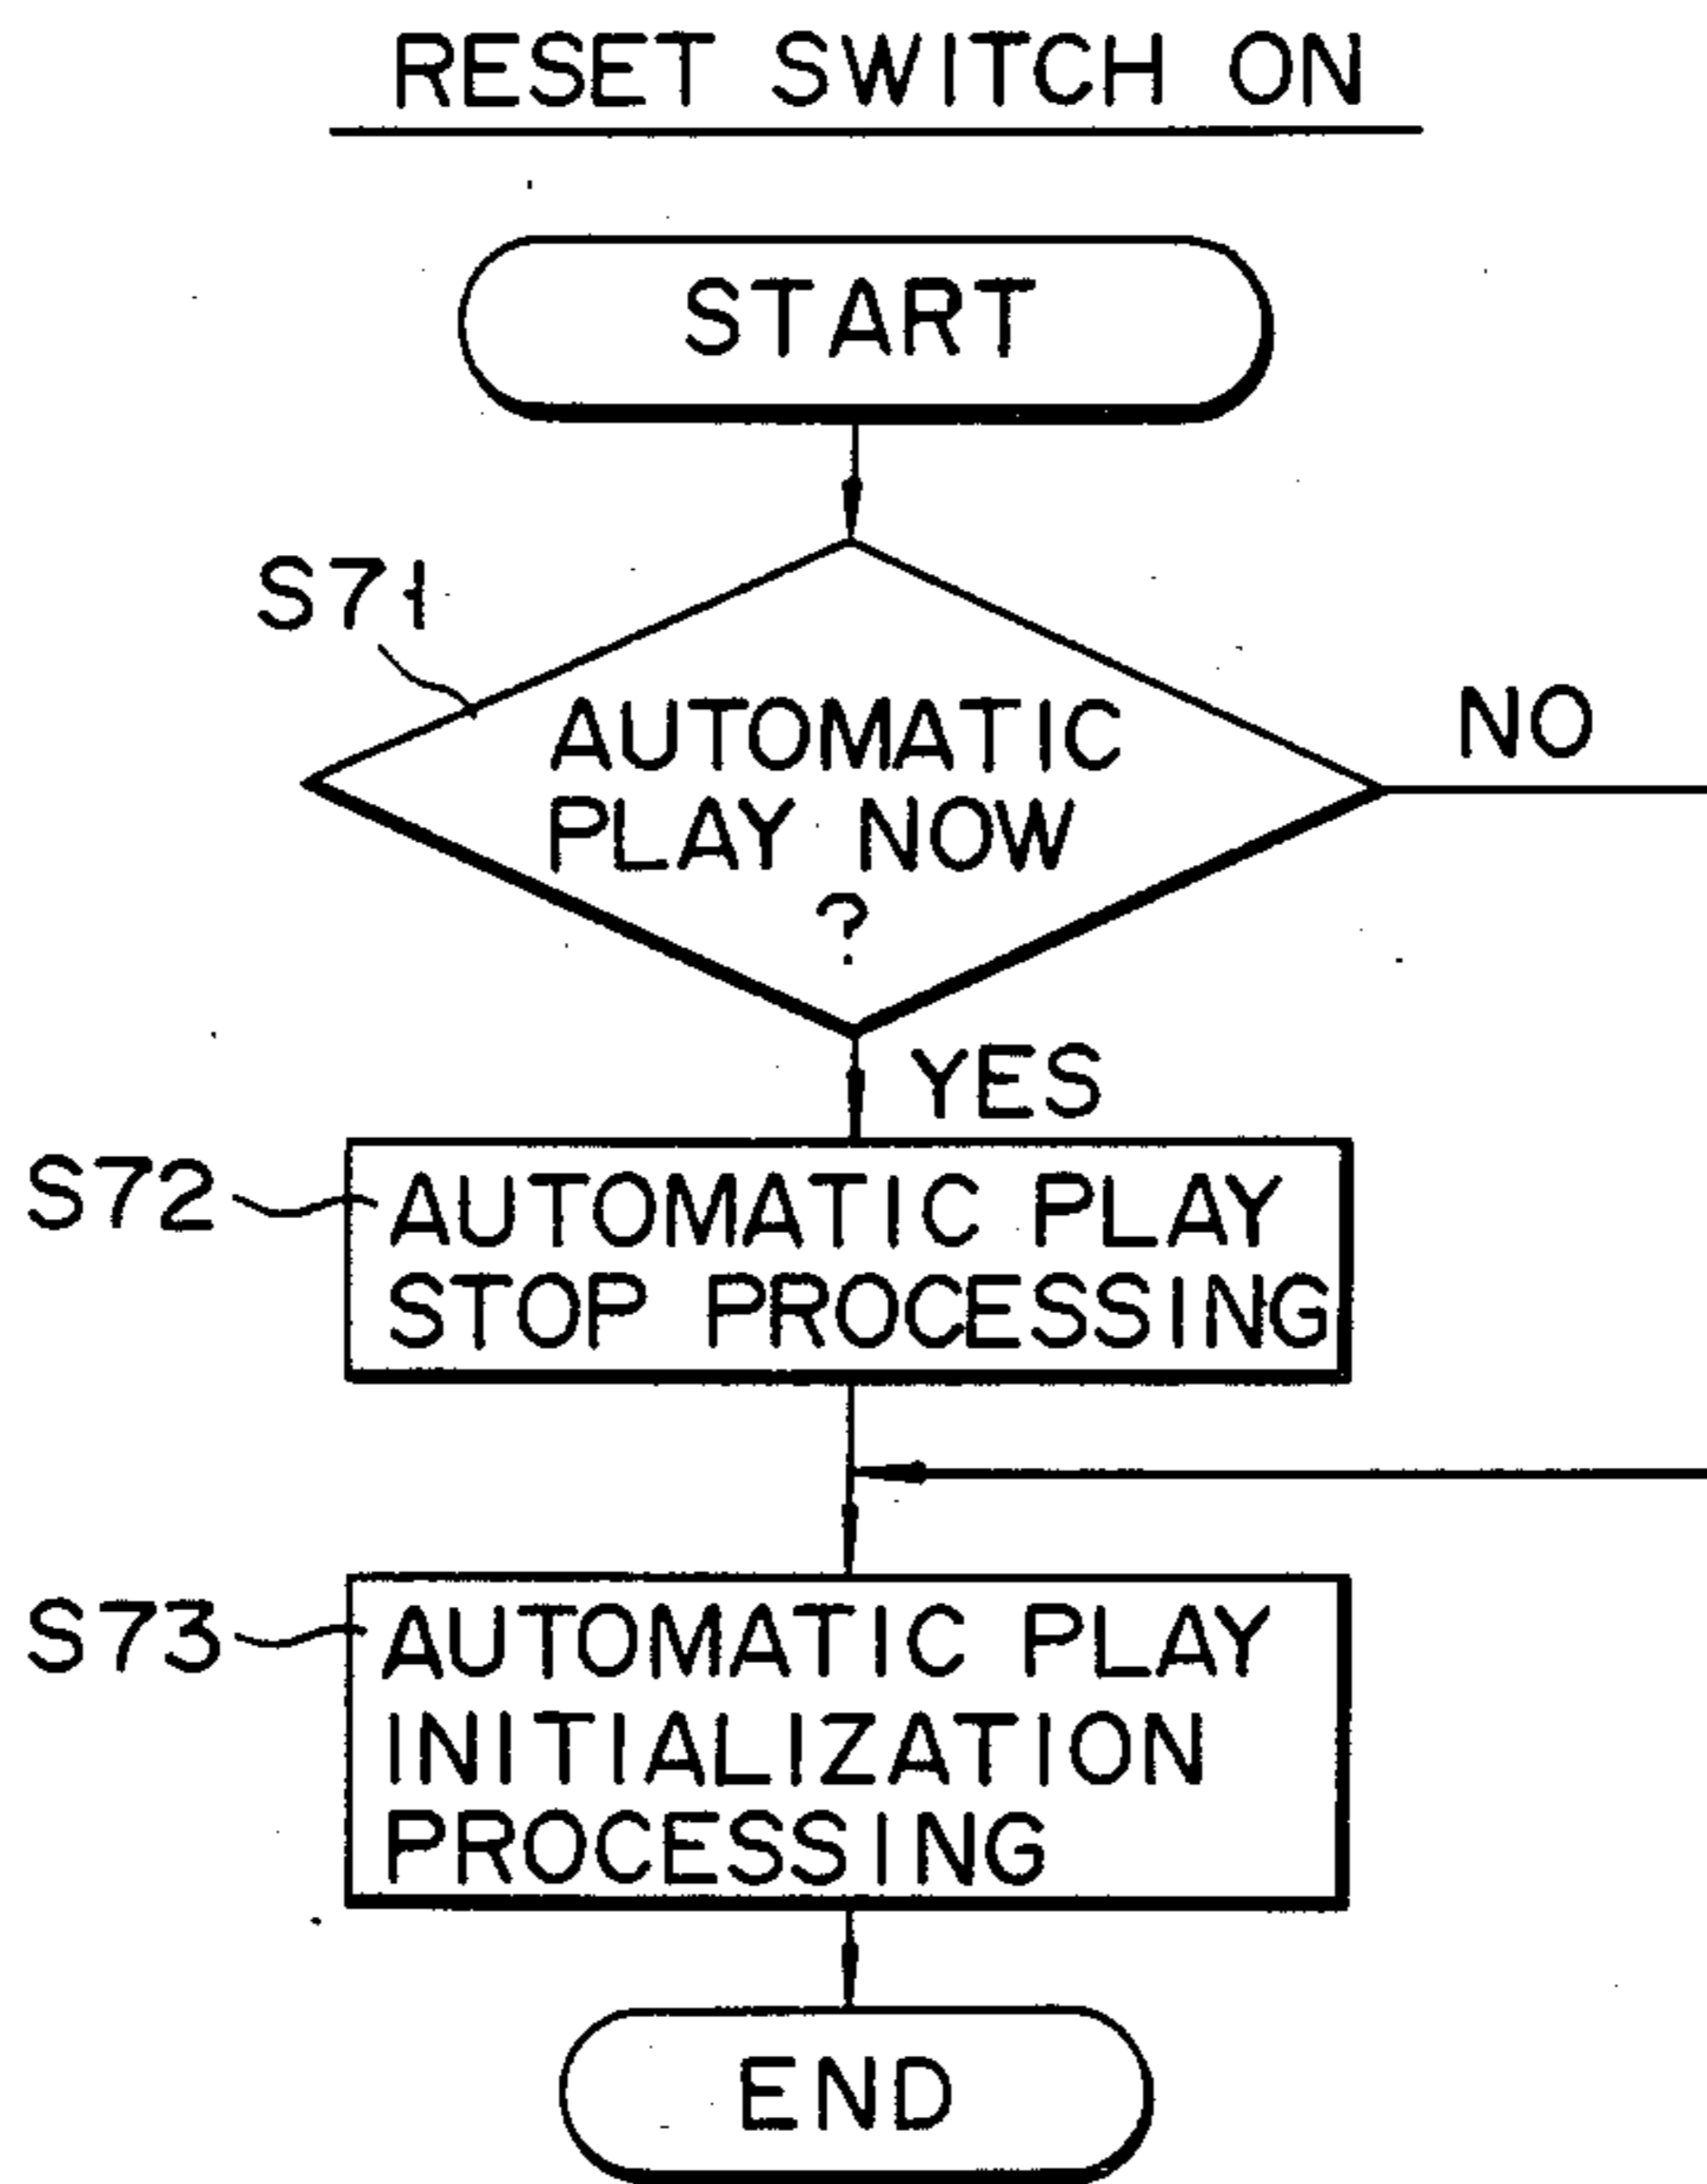 RESET SWITCH ON
START
S71
AUTOMATIC
PLAY NOW
?
NO
YES
S72
AUTOMATIC PLAY
STOP PROCESSING
S73
AUTOMATIC PLAY
INITIALIZATION
PROCESSING
END